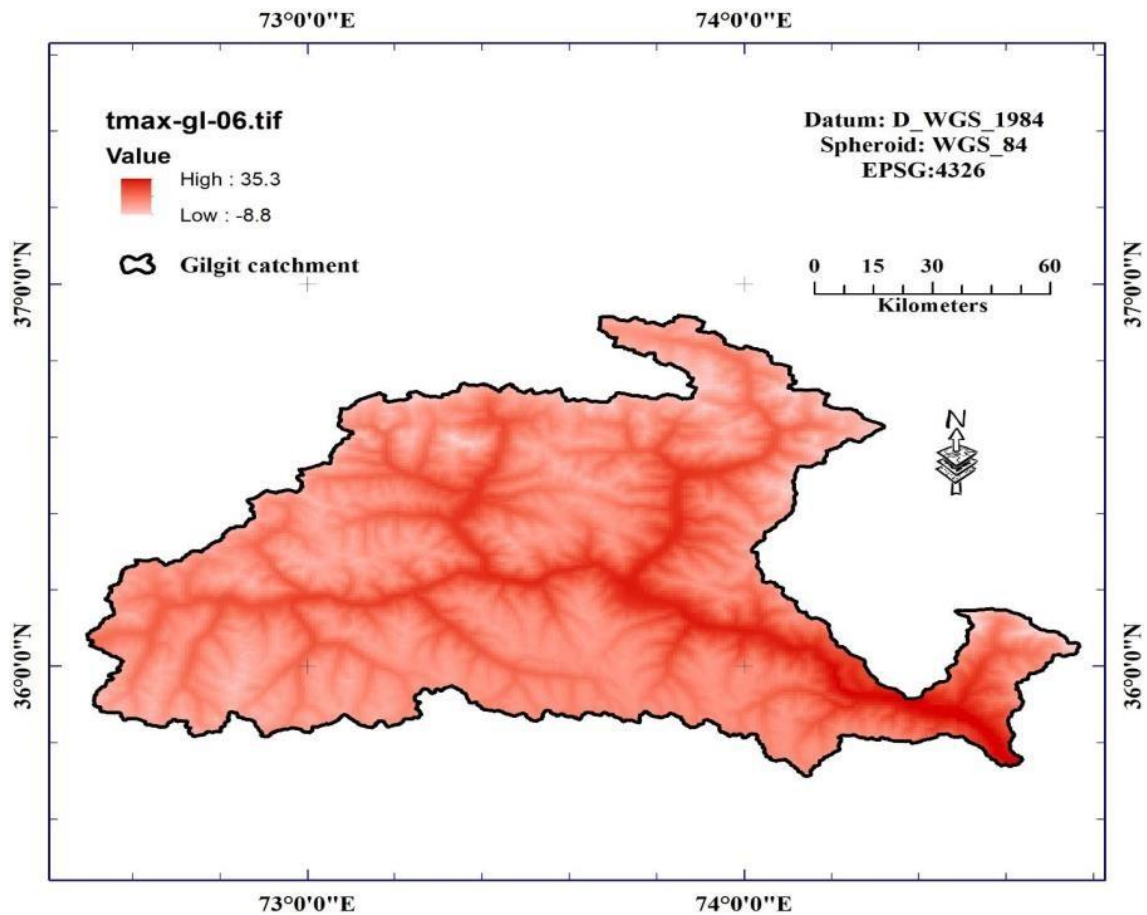 73°0'0"E 74°0'0"E
tmax-gl-06.tif
Value
High : 35.3
Low : -8.8
Gilgit catchment
Datum: D_WGS_1984
Spheroid: WGS_84
EPSG:4326
0 15 30 60
Kilometers
N
37°0'0"N 37°0'0"N
36°0'0"N 36°0'0"N
73°0'0"E 74°0'0"E